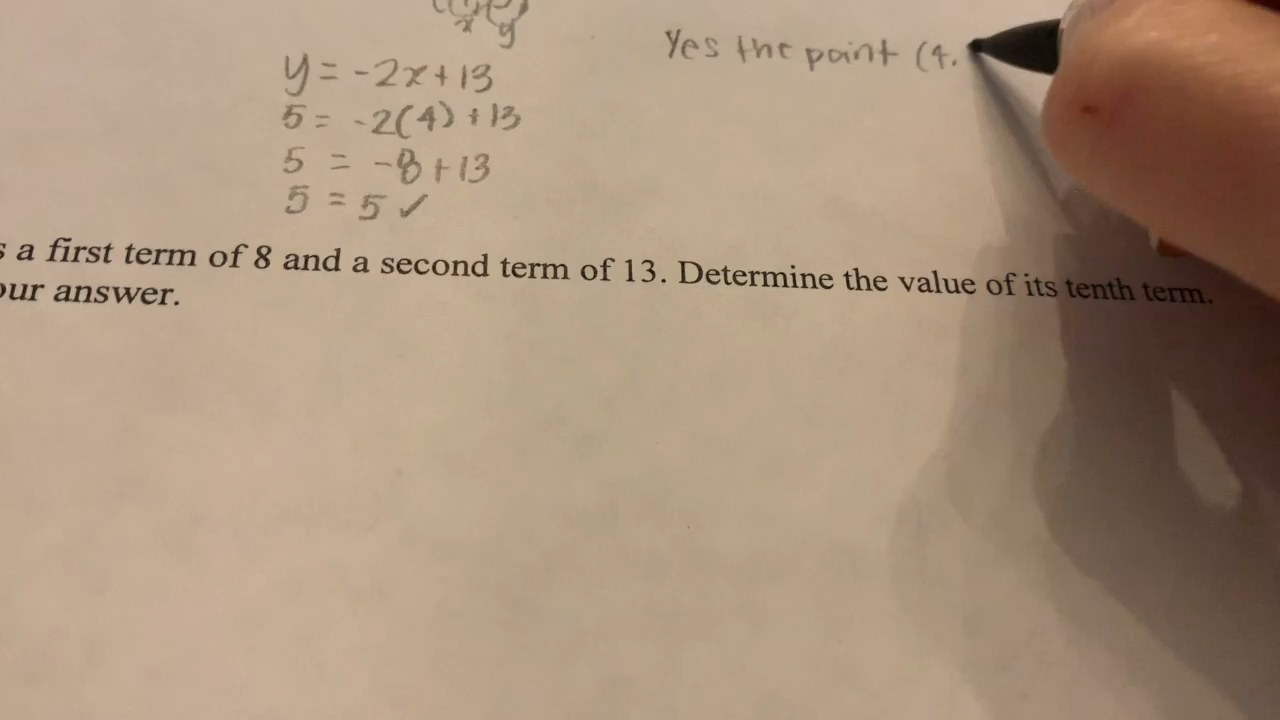 x y
Yes the point (4,
y = -2x + 13
5 = -2(4) + 13
5 = -8 + 13
5 = 5 ✓
a first term of 8 and a second term of 13. Determine the value of its tenth term.
our answer.